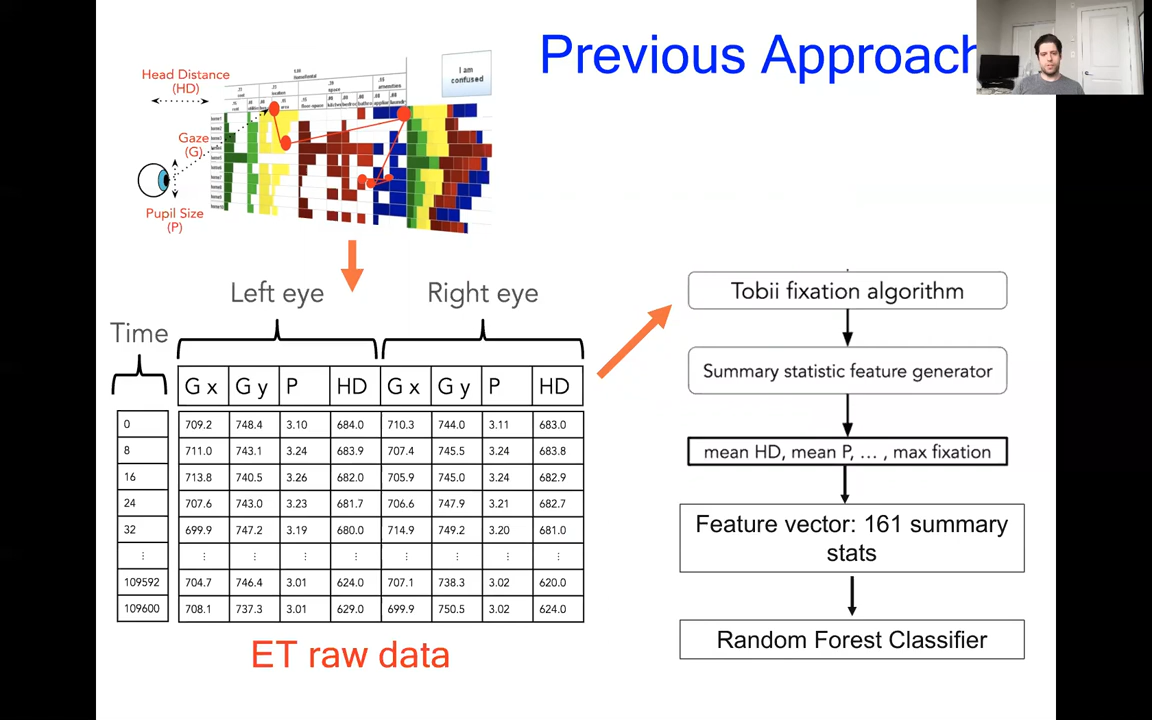 Previous Approach
Head Distance
(HD)
Gaze
(G)
Pupil Size
(P)
I am
confused
Left eye
Right eye
Time
G x G y P HD G x G y P HD
0 709.2 748.4 3.10 684.0 710.3 744.0 3.11 683.0
8 711.0 743.1 3.24 683.9 707.4 745.5 3.24 683.8
16 713.8 740.5 3.26 682.0 705.9 745.0 3.24 682.9
24 707.6 743.0 3.23 681.7 706.6 747.9 3.21 682.7
32 699.9 747.2 3.19 680.0 714.9 749.2 3.20 681.0
⋮ ⋮ ⋮ ⋮ ⋮ ⋮ ⋮ ⋮ ⋮
109592 704.7 746.4 3.01 624.0 707.1 738.3 3.02 620.0
109600 708.1 737.3 3.01 629.0 699.9 750.5 3.02 624.0
ET raw data
Tobii fixation algorithm
Summary statistic feature generator
mean HD, mean P, … , max fixation
Feature vector: 161 summary
stats
Random Forest Classifier